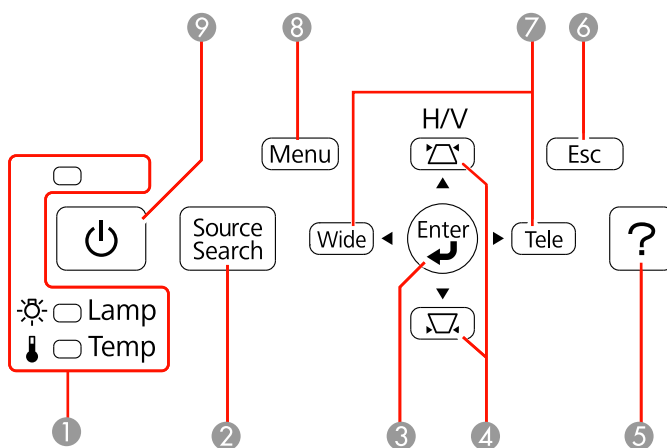 9
8
7
6
H/V
Menu
Esc
Source
Search
Wide
Enter
Tele
?
Lamp
Temp
1
2
3
4
5